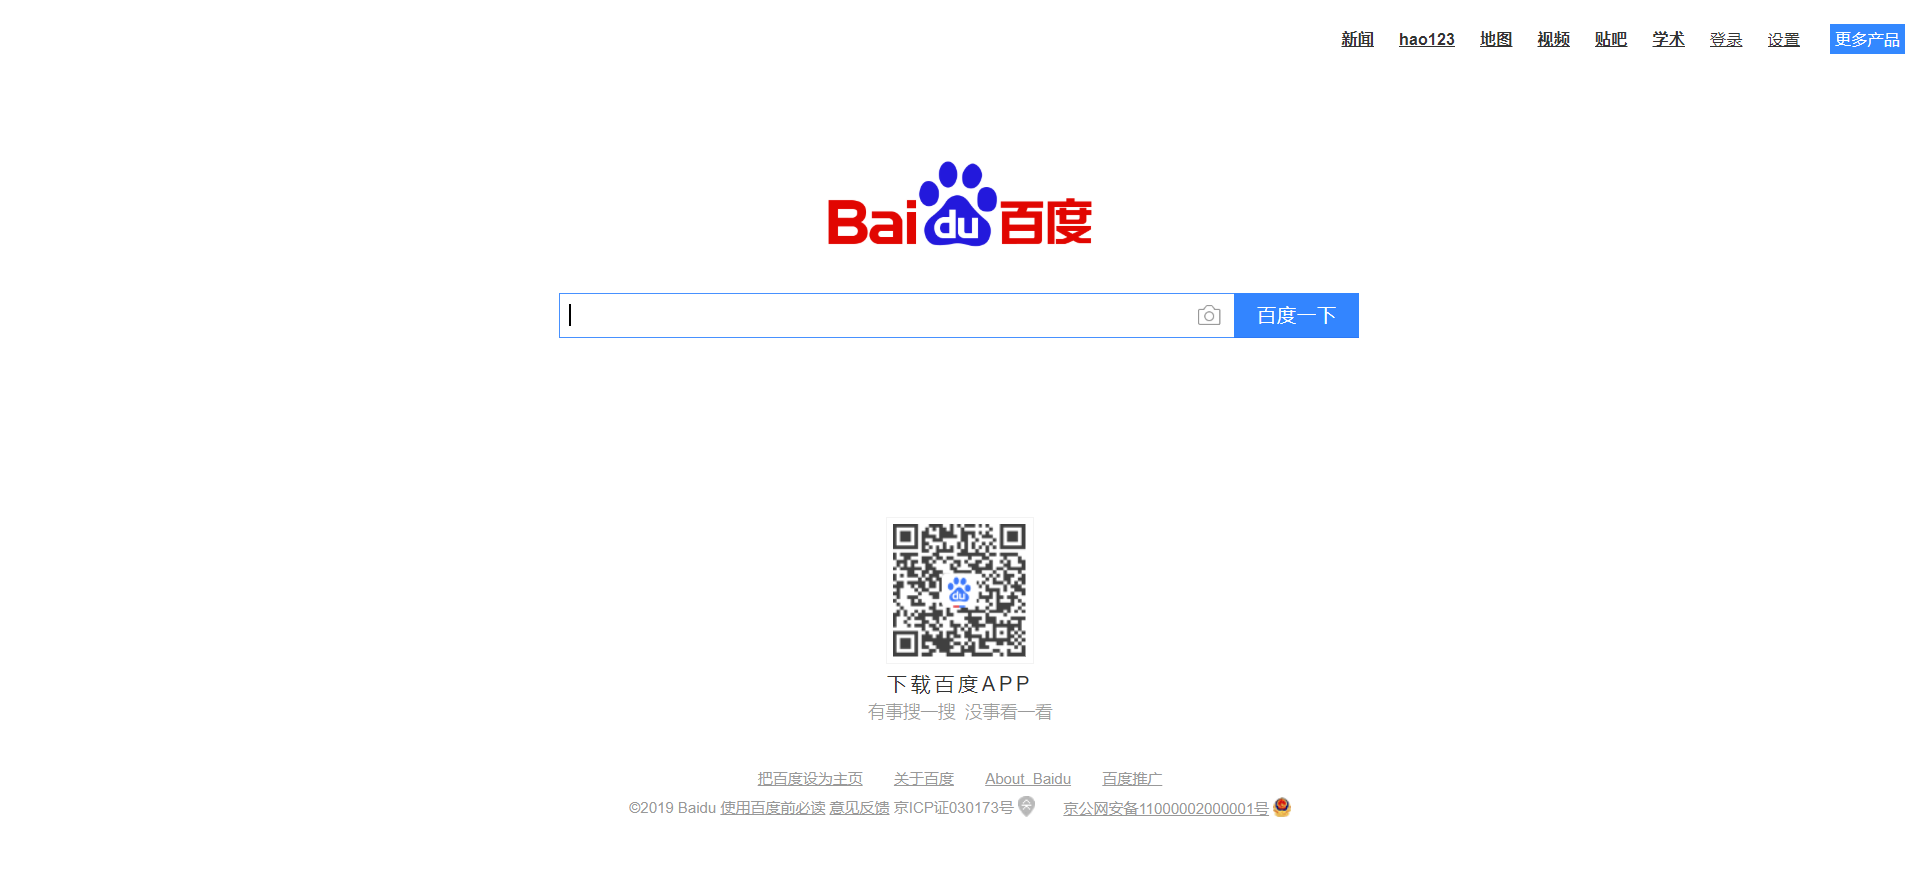 新闻 hao123 地图 视频 贴吧 学术 登录 设置 更多产品
Bai du 百度
百度一下
du
下载百度APP
有事搜一搜 没事看一看
把百度设为主页 关于百度 About Baidu 百度推广
©2019 Baidu 使用百度前必读 意见反馈 京ICP证030173号 京公网安备11000002000001号